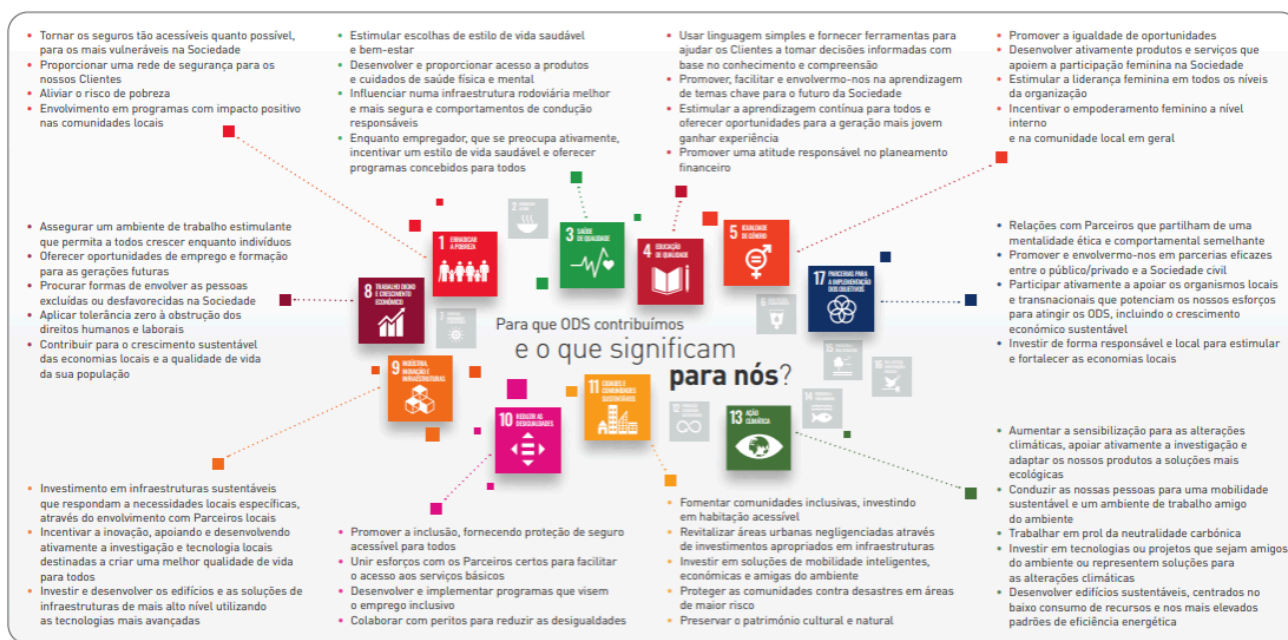 Tornar os seguros tão acessíveis quanto possível,
para os mais vulneráveis na Sociedade
Proporcionar uma rede de segurança para os
nossos Clientes
Aliviar o risco de pobreza
Envolvimento em programas com impacto positivo
nas comunidades locais
Estimular escolhas de estilo de vida saudável
e bem-estar
Desenvolver e proporcionar acesso a produtos
e cuidados de saúde física e mental
Influenciar numa infraestrutura rodoviária melhor
e mais segura e comportamentos de condução
responsáveis
Enquanto empregador, que se preocupa ativamente,
incentivar um estilo de vida saudável e oferecer
programas concebidos para todos
Usar linguagem simples e fornecer ferramentas para
ajudar os Clientes a tomar decisões informadas com
base no conhecimento e compreensão
Promover, facilitar e envolvermo-nos na aprendizagem
de temas chave para o futuro da Sociedade
Estimular a aprendizagem contínua para todos e
oferecer oportunidades para a geração mais jovem
ganhar experiência
Promover uma atitude responsável no planeamento
financeiro
Promover a igualdade de oportunidades
Desenvolver ativamente produtos e serviços que
apoiem a participação feminina na Sociedade
Estimular a liderança feminina em todos os níveis
da organização
Incentivar o empoderamento feminino a nível
interno
e na comunidade local em geral
Assegurar um ambiente de trabalho estimulante
que permita a todos crescer enquanto indivíduos
Oferecer oportunidades de emprego e formação
para as gerações futuras
Procurar formas de envolver as pessoas
excluídas ou desfavorecidas na Sociedade
Aplicar tolerância zero à obstrução dos
direitos humanos e laborais
Contribuir para o crescimento sustentável
das economias locais e a qualidade de vida
da sua população
1 ERRADICAR
A POBREZA
2
3 SAÚDE
DE QUALIDADE
4 EDUCAÇÃO
DE QUALIDADE
5 IGUALDADE
DE GÉNERO
6
7
8 TRABALHO DIGNO
E CRESCIMENTO
ECONÓMICO
17 PARCERIAS PARA
A IMPLEMENTAÇÃO
DOS OBJETIVOS
Para que ODS contribuímos
e o que significam
para nós?
9 INDÚSTRIA,
INOVAÇÃO E
INFRAESTRUTURAS
10 REDUZIR AS
DESIGUALDADES
11 CIDADES E
COMUNIDADES
SUSTENTÁVEIS
12
13 AÇÃO
CLIMÁTICA
14
15
16
Relações com Parceiros que partilham de uma
mentalidade ética e comportamental semelhante
Promover e envolvermo-nos em parcerias eficazes
entre o público/privado e a Sociedade civil
Participar ativamente a apoiar os organismos locais
e transnacionais que potenciam os nossos esforços
para atingir os ODS, incluindo o crescimento
económico sustentável
Investir de forma responsável e local para estimular
e fortalecer as economias locais
Investimento em infraestruturas sustentáveis
que respondam a necessidades locais específicas,
através do envolvimento com Parceiros locais
Incentivar a inovação, apoiando e desenvolvendo
ativamente a investigação e tecnologia locais
destinadas a criar uma melhor qualidade de vida
para todos
Investir e desenvolver os edifícios e as soluções de
infraestruturas de mais alto nível utilizando
as tecnologias mais avançadas
Promover a inclusão, fornecendo proteção de seguro
acessível para todos
Unir esforços com os Parceiros certos para facilitar
o acesso aos serviços básicos
Desenvolver e implementar programas que visem
o emprego inclusivo
Colaborar com peritos para reduzir as desigualdades
Fomentar comunidades inclusivas, investindo
em habitação acessível
Revitalizar áreas urbanas negligenciadas através
de investimentos apropriados em infraestruturas
Investir em soluções de mobilidade inteligentes,
económicas e amigas do ambiente
Proteger as comunidades contra desastres em áreas
de maior risco
Preservar o património cultural e natural
Aumentar a sensibilização para as alterações
climáticas, apoiar ativamente a investigação e
adaptar os nossos produtos a soluções mais
ecológicas
Conduzir as nossas pessoas para uma mobilidade
sustentável e um ambiente de trabalho amigo
do ambiente
Trabalhar em prol da neutralidade carbónica
Investir em tecnologias ou projetos que sejam amigos
do ambiente ou representem soluções para
as alterações climáticas
Desenvolver edifícios sustentáveis, centrados no
baixo consumo de recursos e nos mais elevados
padrões de eficiência energética